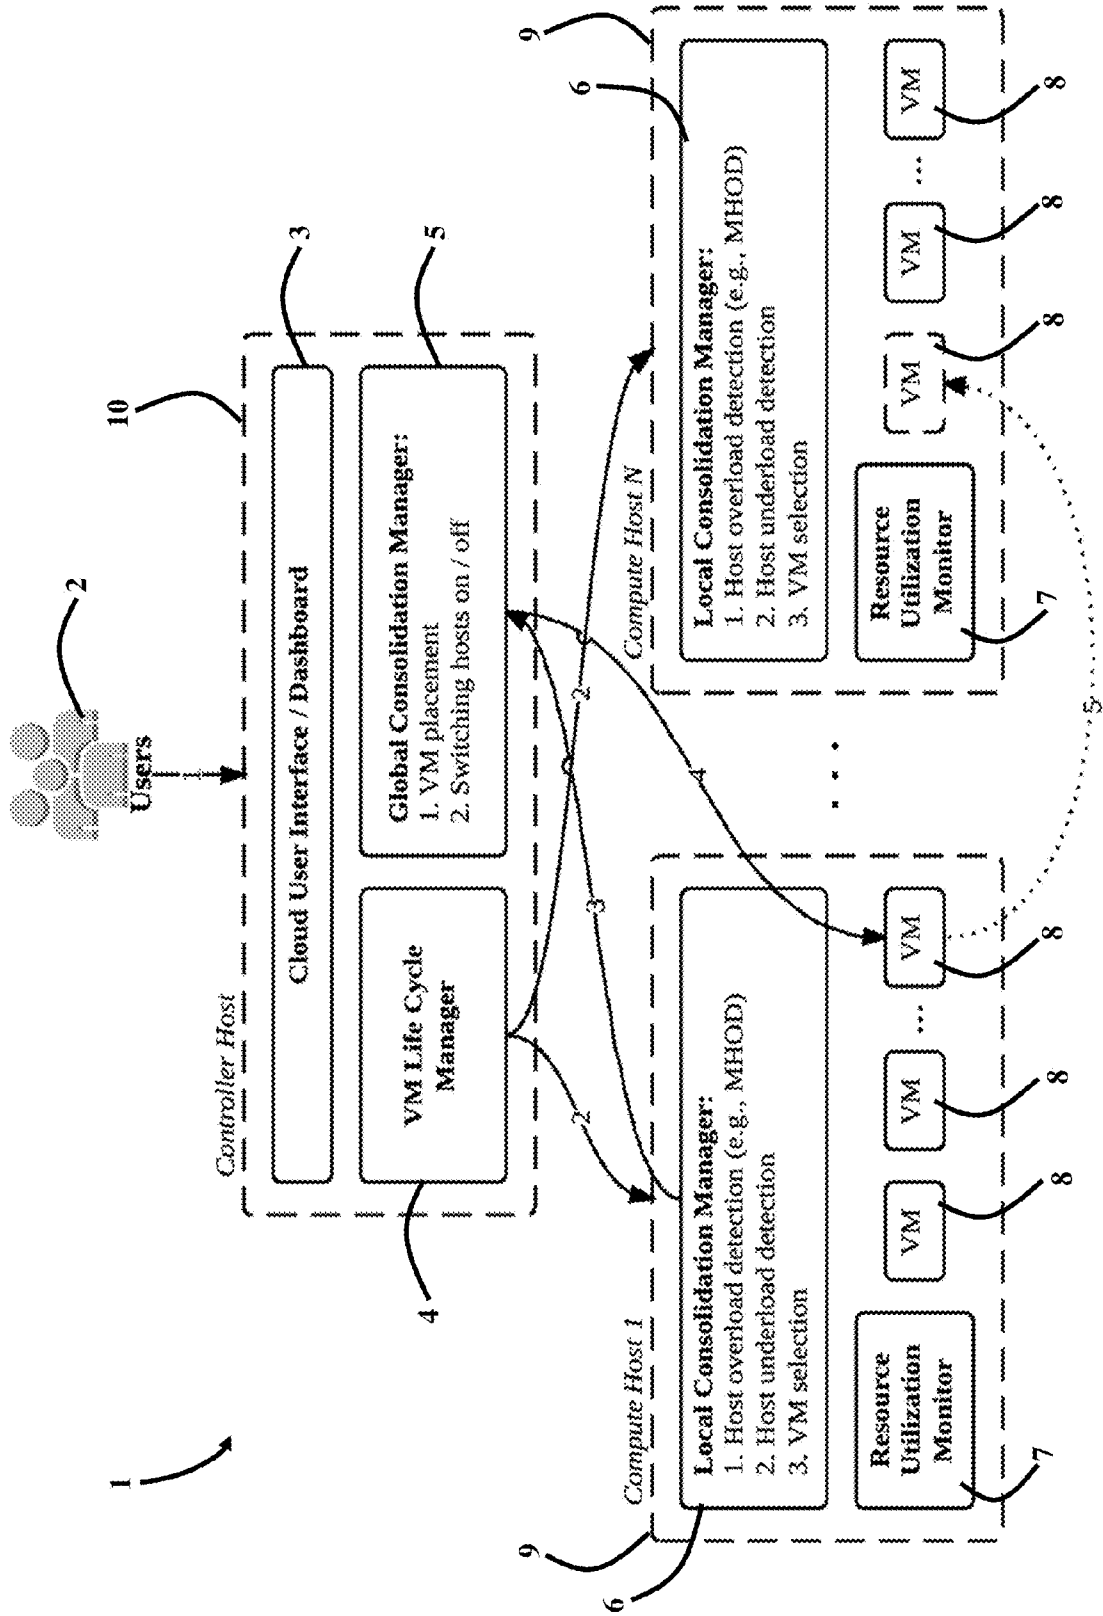 1
2
Users
1
10
Controller Host
3
Cloud User Interface / Dashboard
4
VM Life Cycle
Manager
5
Global Consolidation Manager:
1. VM placement
2. Switching hosts on / off
2
3
2
4
9
Compute Host 1
6
Local Consolidation Manager:
1. Host overload detection (e.g., MHOD)
2. Host underload detection
3. VM selection
Resource
Utilization
Monitor
7
VM
8
VM
8
...
VM
8
. . .
9
Compute Host N
6
Local Consolidation Manager:
1. Host overload detection (e.g., MHOD)
2. Host underload detection
3. VM selection
Resource
Utilization
Monitor
7
VM
8
VM
8
...
VM
8
5